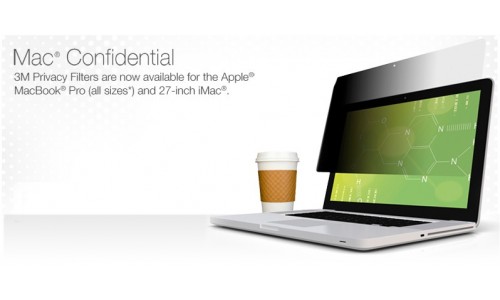 Mac® Confidential
3M Privacy Filters are now available for the Apple®
MacBook® Pro (all sizes*) and 27-inch iMac®.